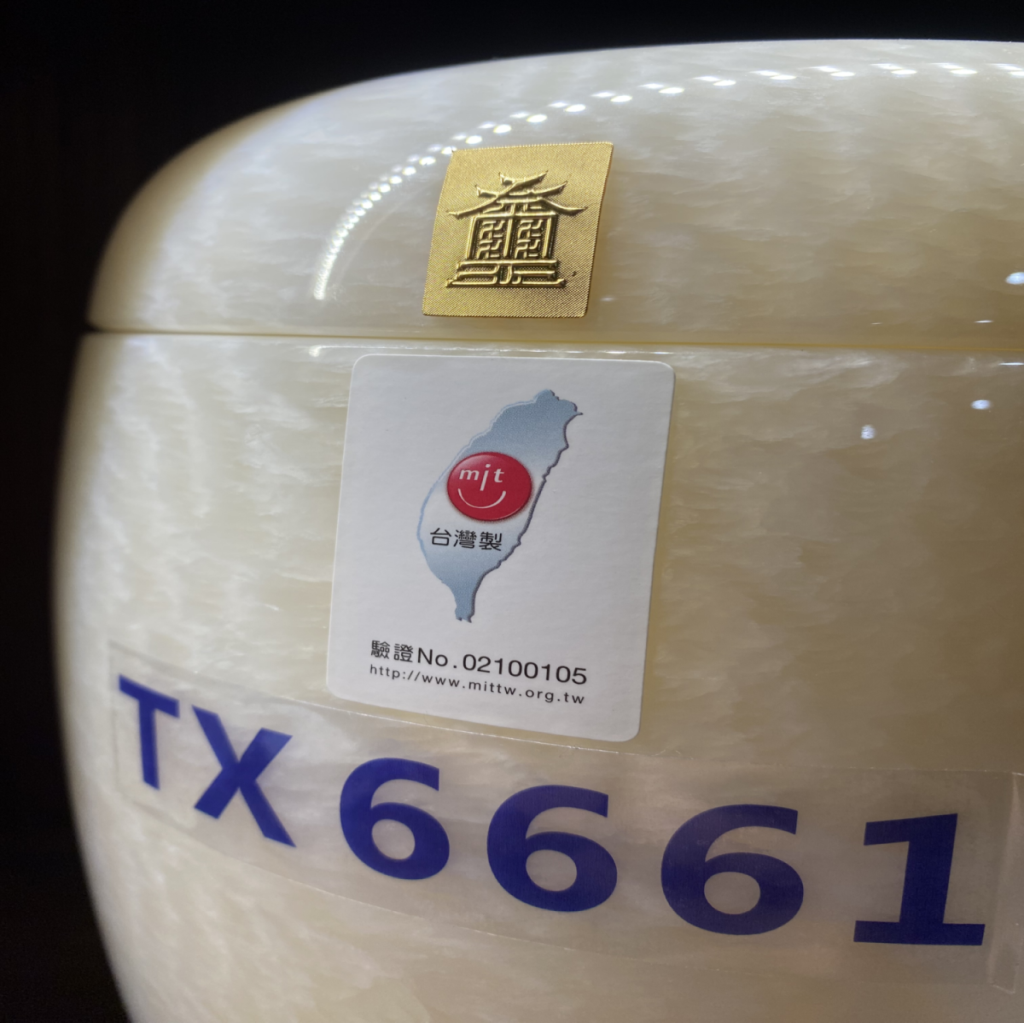 mit
台灣製
驗證No.02100105
http://www.mittw.org.tw
TX6661